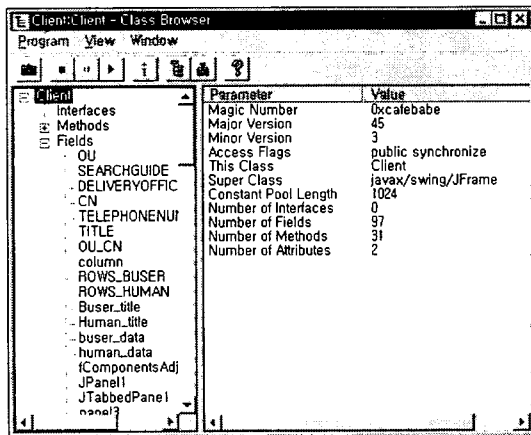 Client:Client - Class Browser
Program View Window
Client
Interfaces
Methods
Fields
OU
SEARCHGUIDE
DELIVERYOFFIC
CN
TELEPHONENUI
TITLE
OU_CN
column
ROWS_BUSER
ROWS_HUMAN
Buser_title
Human_title
buser_data
human_data
fComponentsAdj
JPanel1
JTabbedPane1
panel3
Parameter Value
Magic Number 0xcafebabe
Major Version 45
Minor Version 3
Access Flags public synchronize
This Class Client
Super Class javax/swing/JFrame
Constant Pool Length 1024
Number of Interfaces 0
Number of Fields 97
Number of Methods 31
Number of Attributes 2